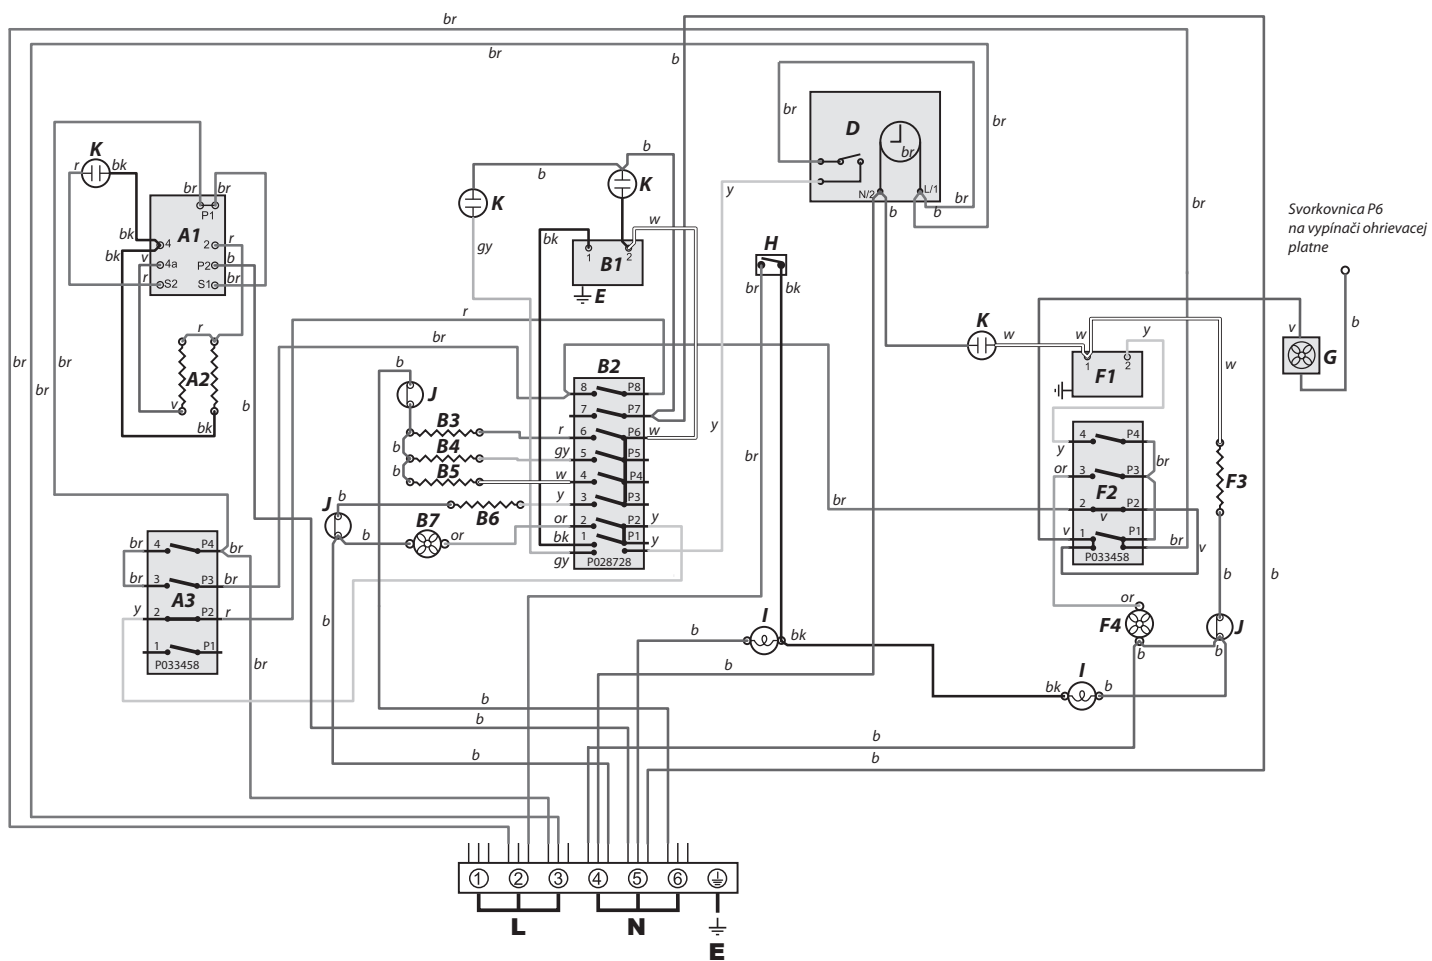 br
br
b
br
D
br
br
N/2
L/1
b
b
br
y
br
Svorkovnica P6
na vypínači ohrievacej
platne
b
K
r
bk
br
br
P1
A1
bk
4
2
r
bk
v
4a
P2
b
r
S2
S1
br
r
A2
v
bk
b
br
br
br
b
b
K
K
gy
w
bk
1
2
B1
E
r
br
H
br
bk
br
y
K
w
w
1
2
y
F1
w
v
G
b
b
J
B3
b
B4
b
B5
J
b
B6
B7
b
or
b
B2
8
P8
7
P7
r
6
P6
w
gy
5
P5
w
4
P4
y
3
P3
or
2
P2
y
bk
1
P1
y
gy
P028728
br
4
P4
y
br
or
3
P3
F2
2
P2
v
v
1
P1
br
v
P033458
F3
b
b
or
F4
b
J
b
br
4
P4
br
br
3
P3
br
A3
y
2
P2
r
1
P1
P033458
br
I
b
bk
b
I
bk
b
b
b
b
b
b
1
2
3
4
5
6
L
N
E